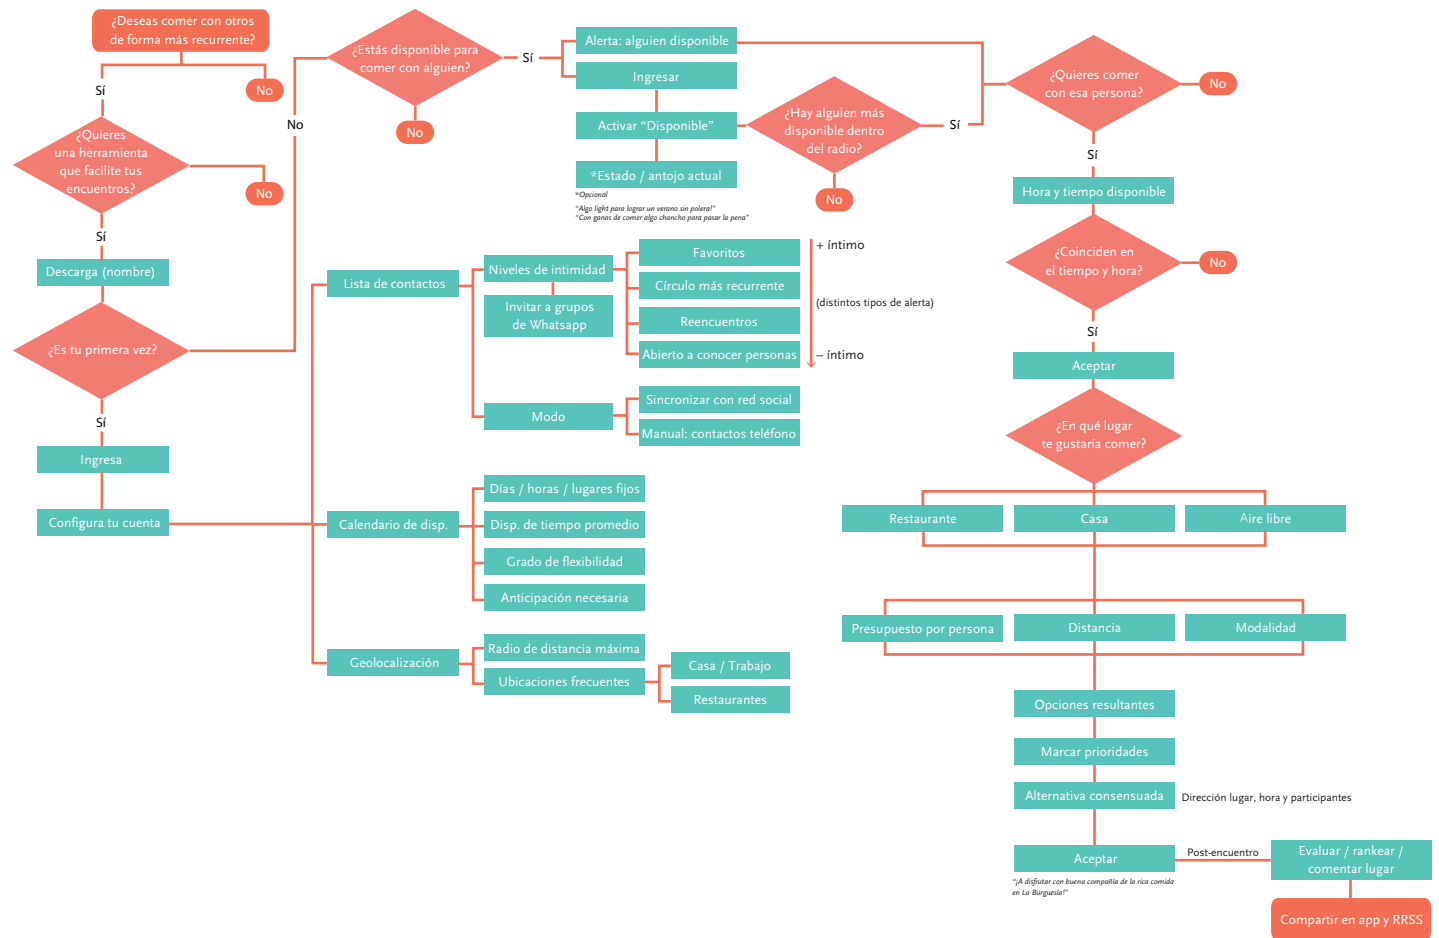 ¿Deseas comer con otros
de forma más recurrente?
Sí
No
¿Quieres
una herramienta
que facilite tus
encuentros?
No
Sí
Descarga (nombre)
¿Es tu primera vez?
No
Sí
Ingresa
Configura tu cuenta
¿Estás disponible para
comer con alguien?
Sí
No
Alerta: alguien disponible
Ingresar
Activar “Disponible”
*Estado / antojo actual
*Opcional
“Algo light para lograr un verano sin polera!”
“Con ganas de comer algo chancho para pasar la pena”
¿Hay alguien más
disponible dentro
del radio?
Sí
No
Lista de contactos
Niveles de intimidad
Invitar a grupos
de Whatsapp
Favoritos
Círculo más recurrente
Reencuentros
Abierto a conocer personas
+ íntimo
(distintos tipos de alerta)
– íntimo
Modo
Sincronizar con red social
Manual: contactos teléfono
Calendario de disp.
Días / horas / lugares fijos
Disp. de tiempo promedio
Grado de flexibilidad
Anticipación necesaria
Geolocalización
Radio de distancia máxima
Ubicaciones frecuentes
Casa / Trabajo
Restaurantes
¿Quieres comer
con esa persona?
No
Sí
Hora y tiempo disponible
¿Coinciden en
el tiempo y hora?
No
Sí
Aceptar
¿En qué lugar
te gustaría comer?
Restaurante
Casa
Aire libre
Presupuesto por persona
Distancia
Modalidad
Opciones resultantes
Marcar prioridades
Alternativa consensuada
Dirección lugar, hora y participantes
Aceptar
“¡A disfrutar con buena compañía de la rica comida
en La Burguesía!”
Post-encuentro
Evaluar / rankear /
comentar lugar
Compartir en app y RRSS